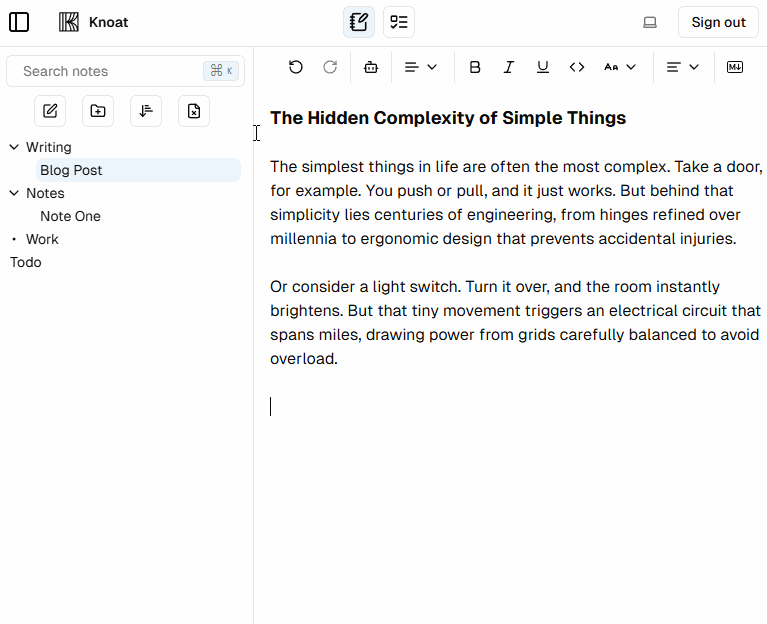 Knoat
Sign out
Search notes
⌘ K
Writing
Blog Post
Notes
Note One
Work
Todo
B I U <> Aa
M↓
The Hidden Complexity of Simple Things
The simplest things in life are often the most complex. Take a door,
for example. You push or pull, and it just works. But behind that
simplicity lies centuries of engineering, from hinges refined over
millennia to ergonomic design that prevents accidental injuries.
Or consider a light switch. Turn it over, and the room instantly
brightens. But that tiny movement triggers an electrical circuit that
spans miles, drawing power from grids carefully balanced to avoid
overload.